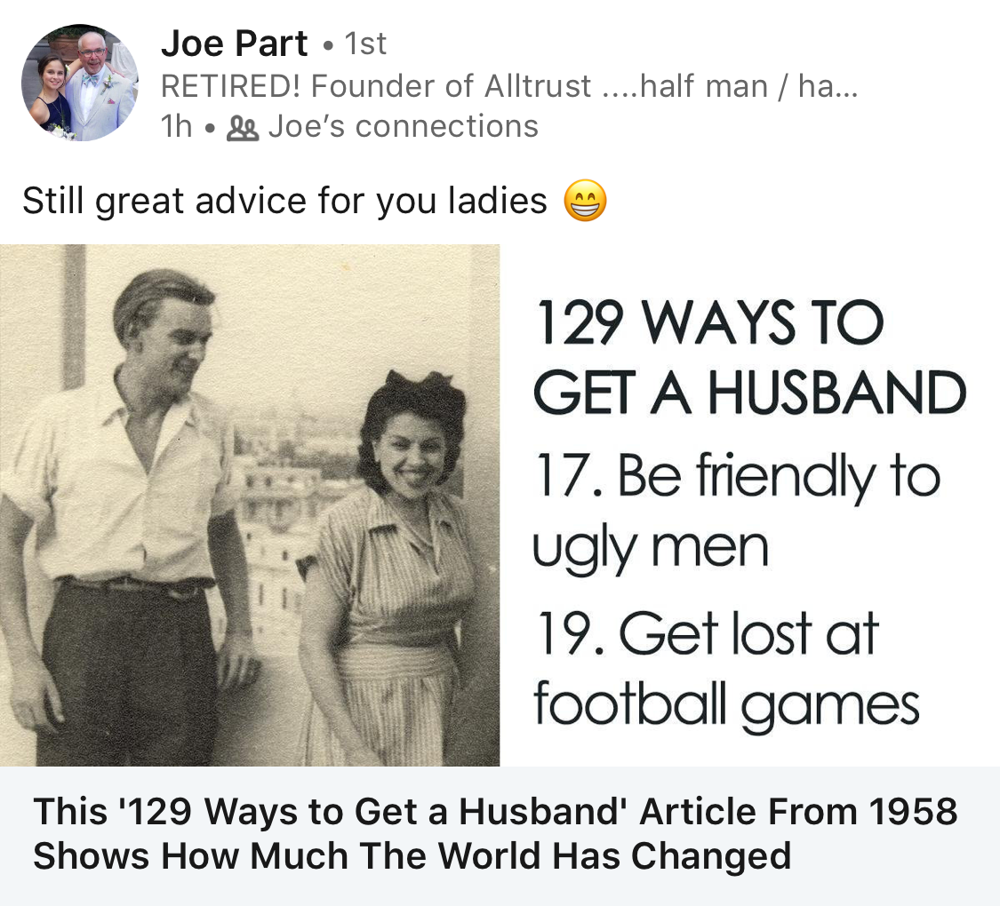 Joe Part • 1st
RETIRED! Founder of Alltrust ....half man / ha...
1h • Joe’s connections
Still great advice for you ladies 😁
129 WAYS TO
GET A HUSBAND
17. Be friendly to
ugly men
19. Get lost at
football games
This '129 Ways to Get a Husband' Article From 1958
Shows How Much The World Has Changed